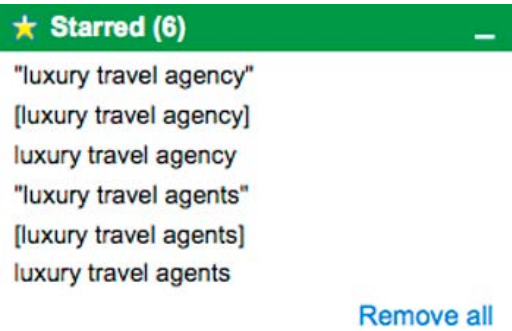 Starred (6)
"luxury travel agency"
[luxury travel agency]
luxury travel agency
"luxury travel agents"
[luxury travel agents]
luxury travel agents
Remove all